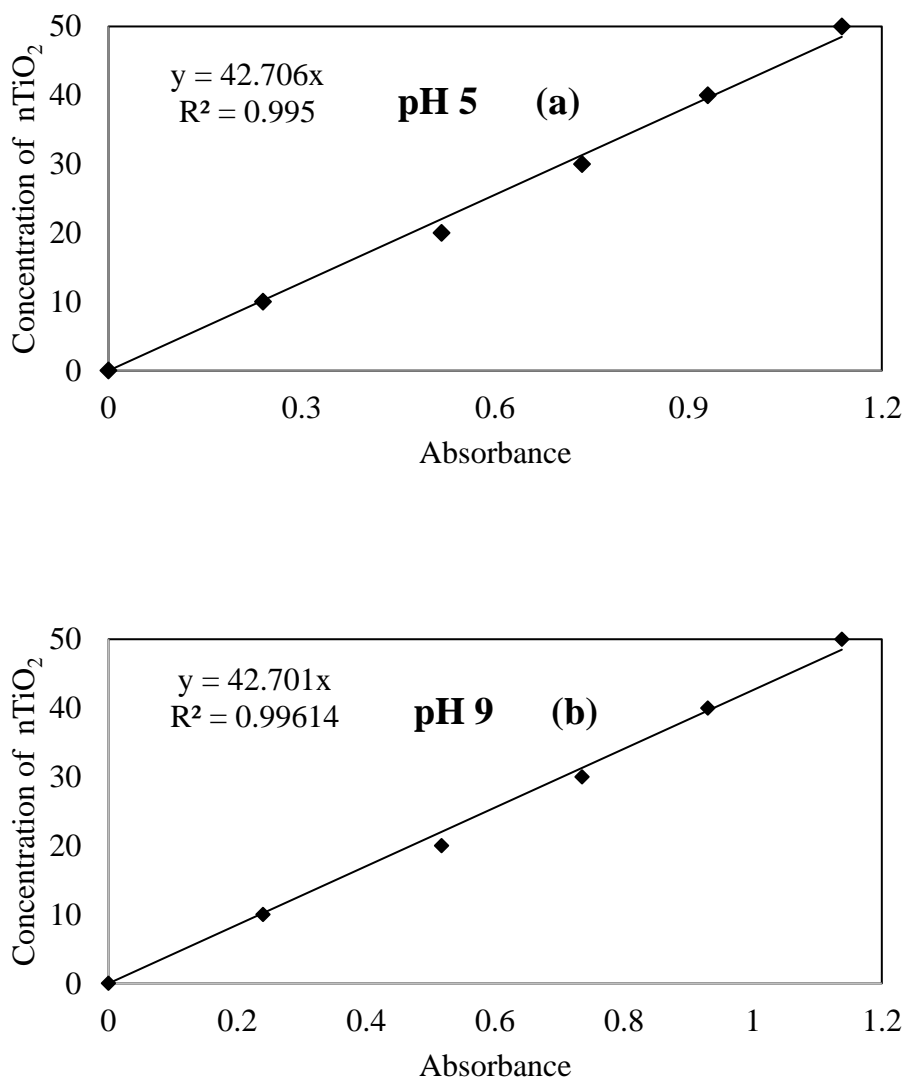 50
40
30
20
10
0
Concentration of nTiO₂
y = 42.706x
R² = 0.995
pH 5 (a)
0 0.3 0.6 0.9 1.2
Absorbance
50
40
30
20
10
0
Concentration of nTiO₂
y = 42.701x
R² = 0.99614
pH 9 (b)
0 0.2 0.4 0.6 0.8 1 1.2
Absorbance